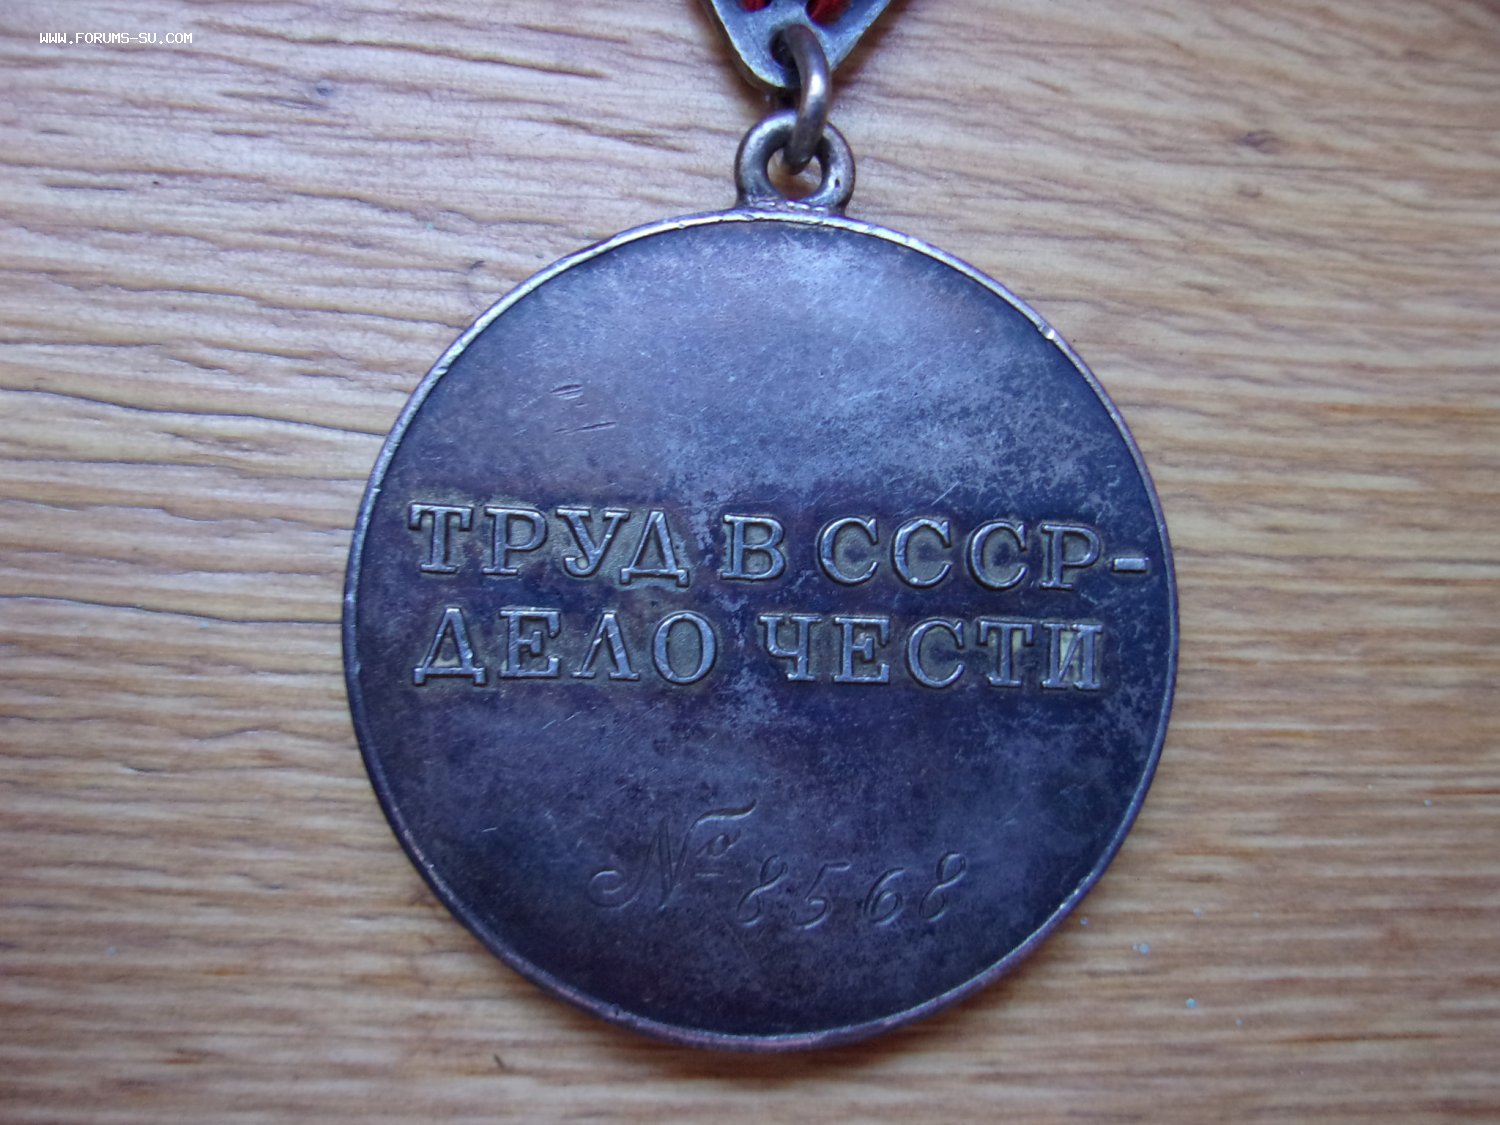 WWW.FORUMS-SU.COM
ТРУД В СССР-
ДЕЛО ЧЕСТИ
№ 8568